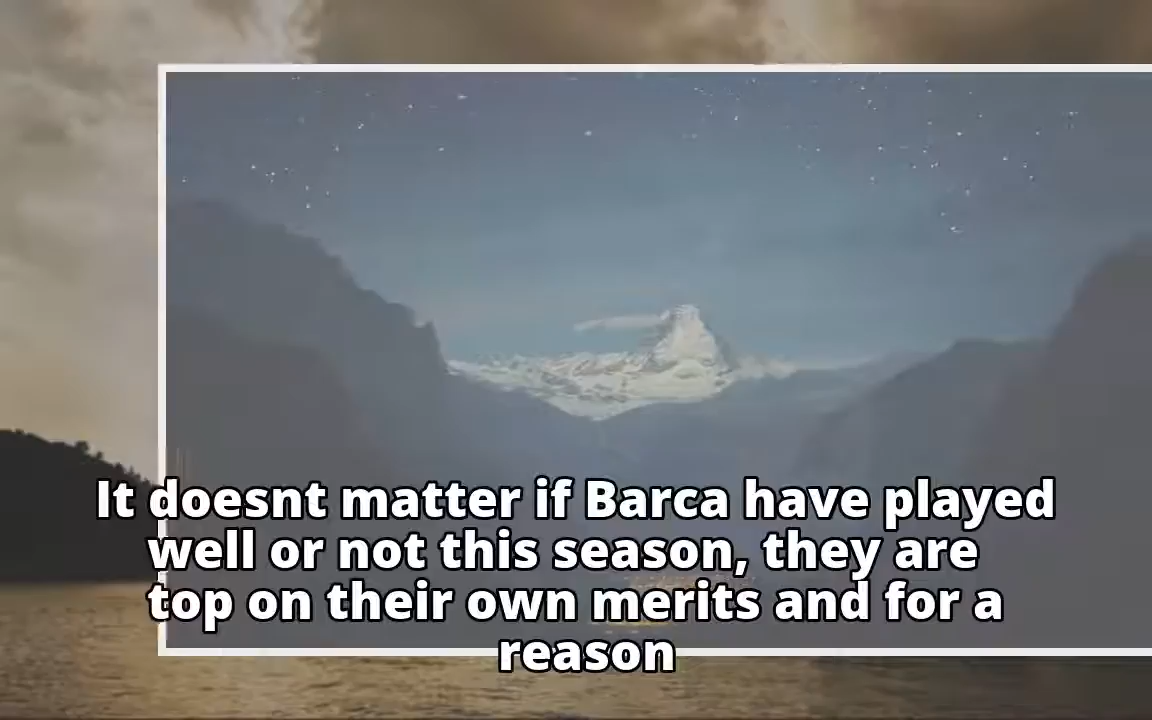 It doesnt matter if Barca have played
well or not this season, they are
top on their own merits and for a
reason